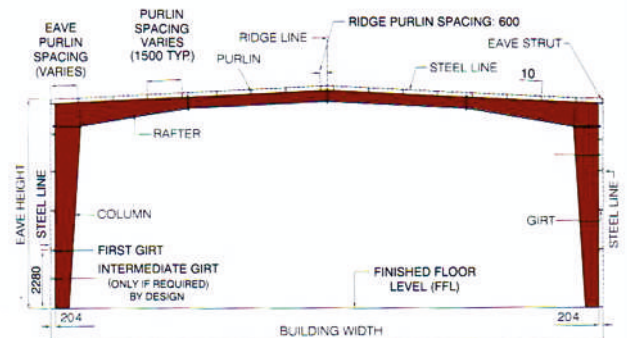 EAVE
PURLIN
SPACING
(VARIES)
PURLIN
SPACING
VARIES
(1500 TYP.)
RIDGE LINE
RIDGE PURLIN SPACING: 600
EAVE STRUT
PURLIN
STEEL LINE
10
RAFTER
EAVE HEIGHT
STEEL LINE
COLUMN
GIRT
STEEL LINE
FIRST GIRT
2280
INTERMEDIATE GIRT
(ONLY IF REQUIRED)
BY DESIGN
FINISHED FLOOR
LEVEL (FFL)
204
204
BUILDING WIDTH